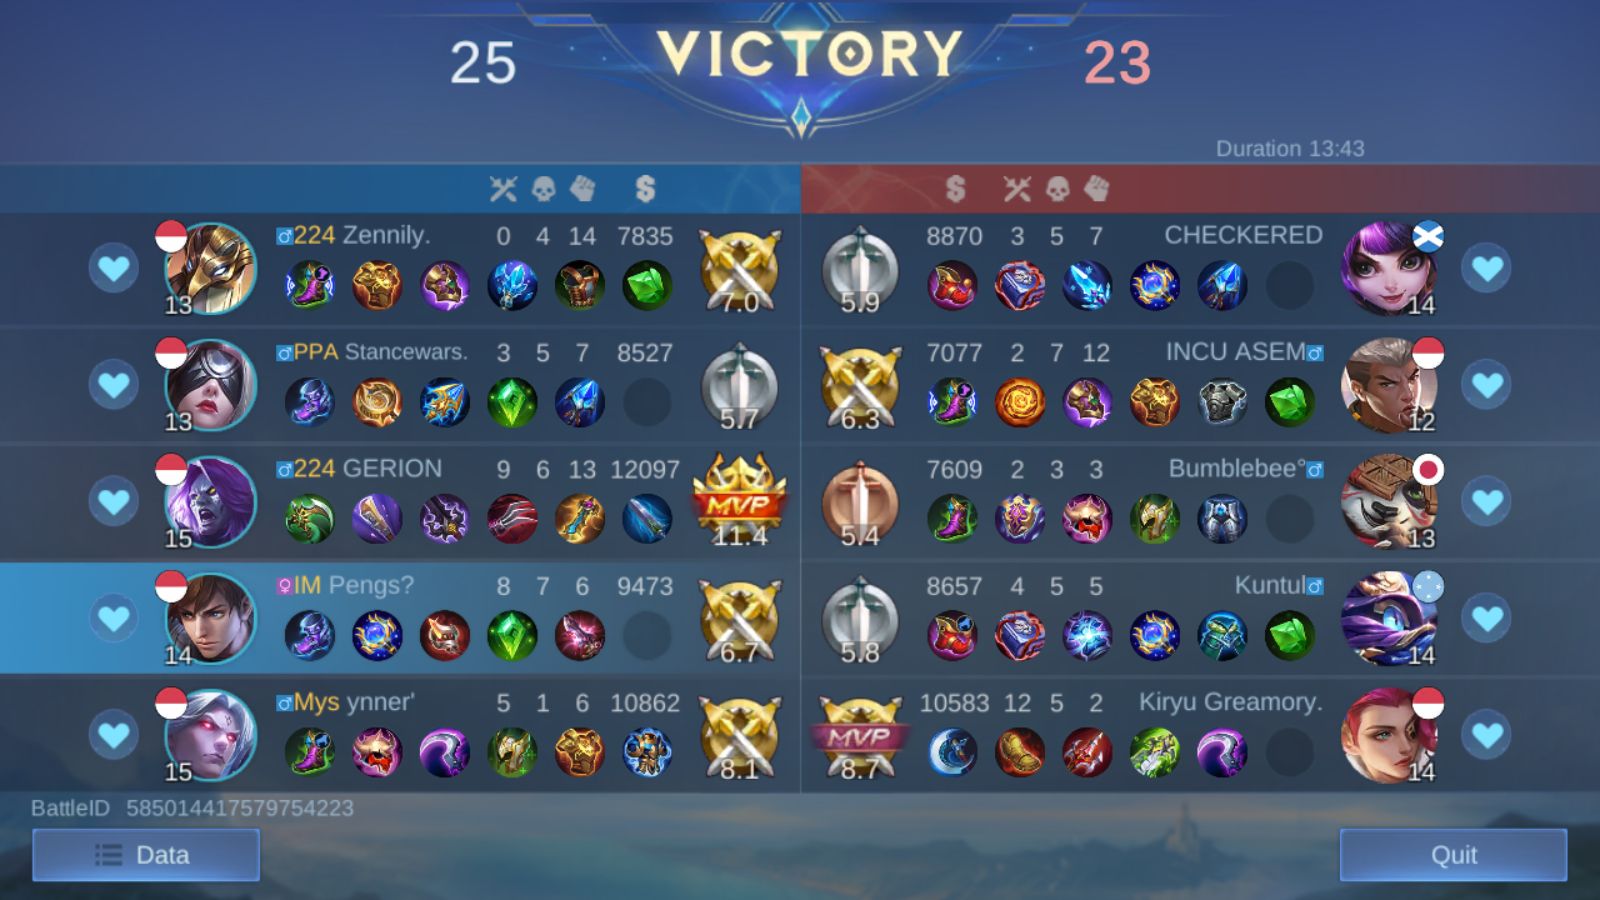 25 VICTORY 23
Duration 13:43
224 Zennily. 0 4 14 7835
13 7.0
PPA Stancewars. 3 5 7 8527
13 5.7
224 GERION 9 6 13 12097
MVP
15 11.4
IM Pengs? 8 7 6 9473
14 6.7
Mys ynner' 5 1 6 10862
15 8.1
8870 3 5 7 CHECKERED
5.9 14
7077 2 7 12 INCU ASEM
6.3 12
7609 2 3 3 Bumblebee°
5.4 13
8657 4 5 5 Kuntul
5.8 14
10583 12 5 2 Kiryu Greamory.
MVP
8.7 14
BattleID 585014417579754223
Data
Quit